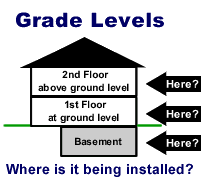 Grade Levels
2nd Floor
above ground level
Here?
1st Floor
at ground level
Here?
Basement
Here?
Where is it being installed?